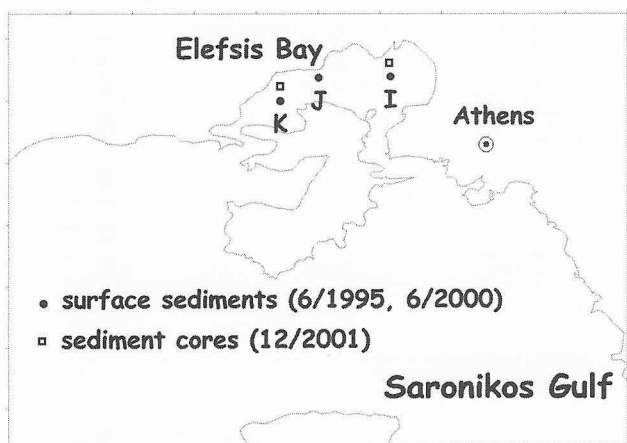 Elefsis Bay
K
J
I
Athens
surface sediments (6/1995, 6/2000)
sediment cores (12/2001)
Saronikos Gulf